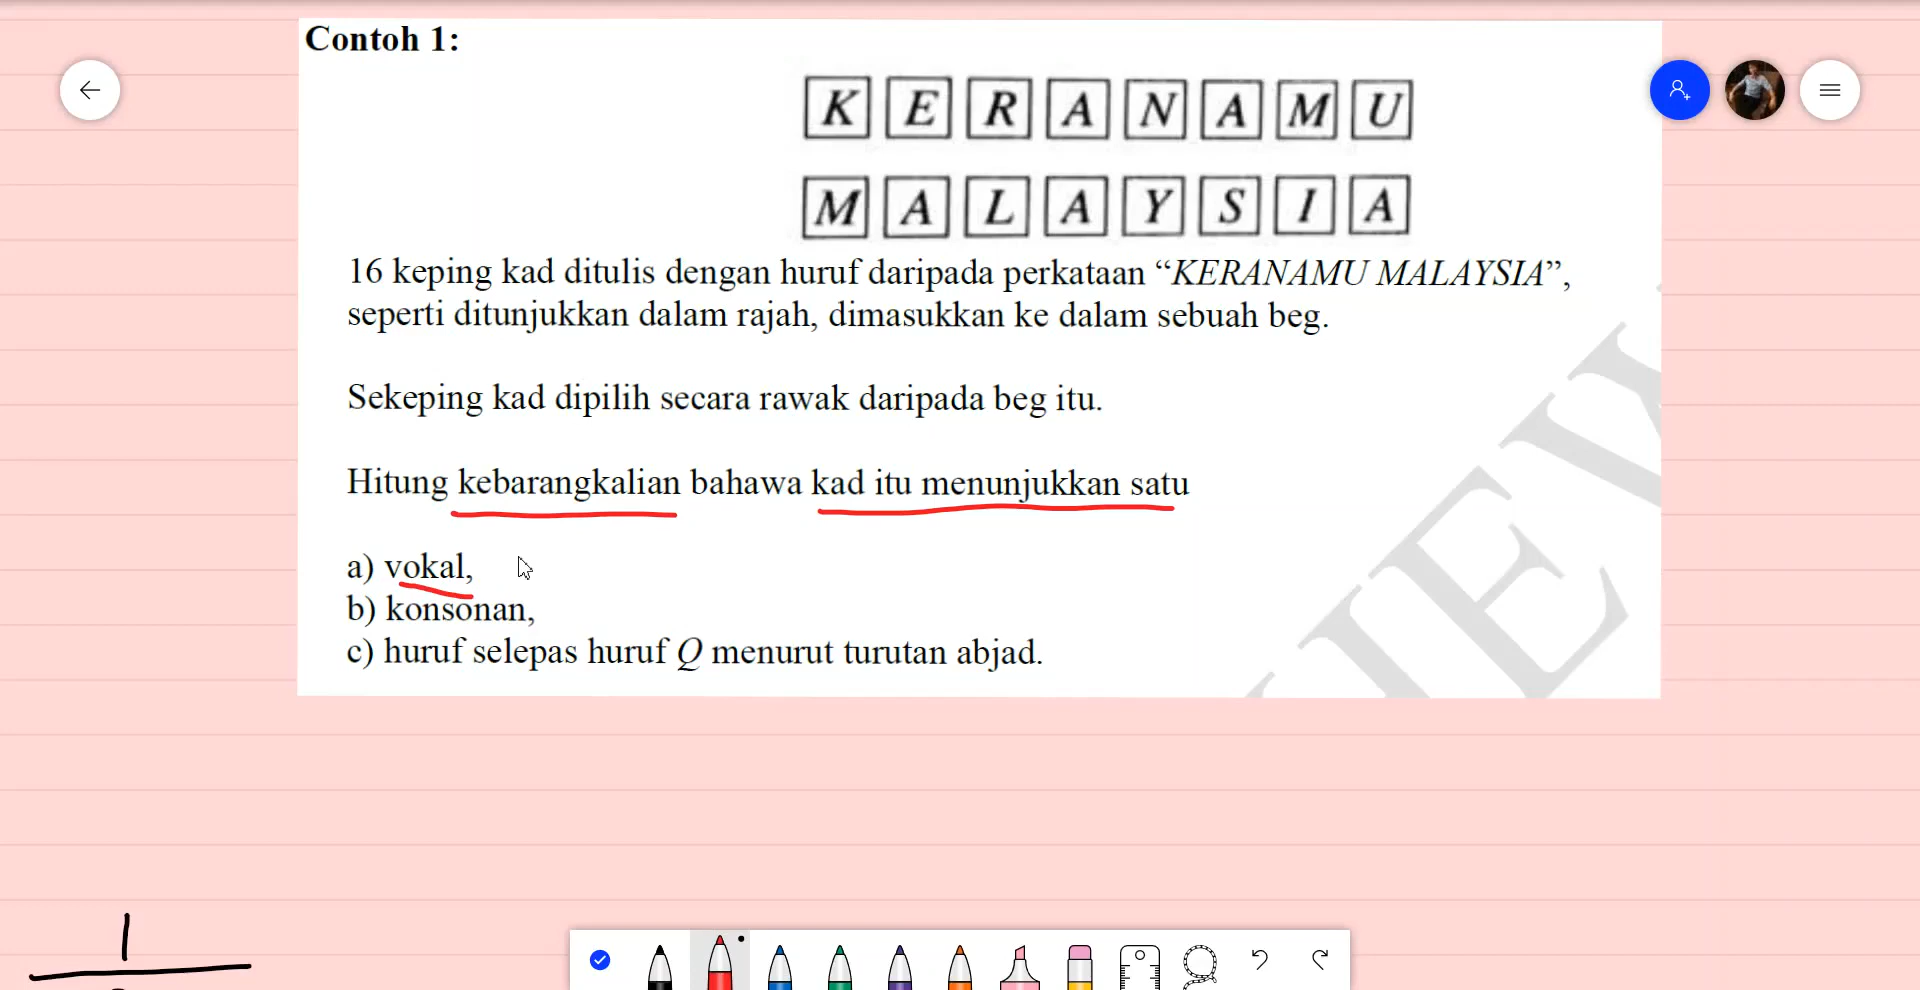 Contoh 1:
K E R A N A M U
M A L A Y S I A
16 keping kad ditulis dengan huruf daripada perkataan “KERANAMU MALAYSIA”,
seperti ditunjukkan dalam rajah, dimasukkan ke dalam sebuah beg.
Sekeping kad dipilih secara rawak daripada beg itu.
Hitung kebarangkalian bahawa kad itu menunjukkan satu
a) vokal,
b) konsonan,
c) huruf selepas huruf Q menurut turutan abjad.
1